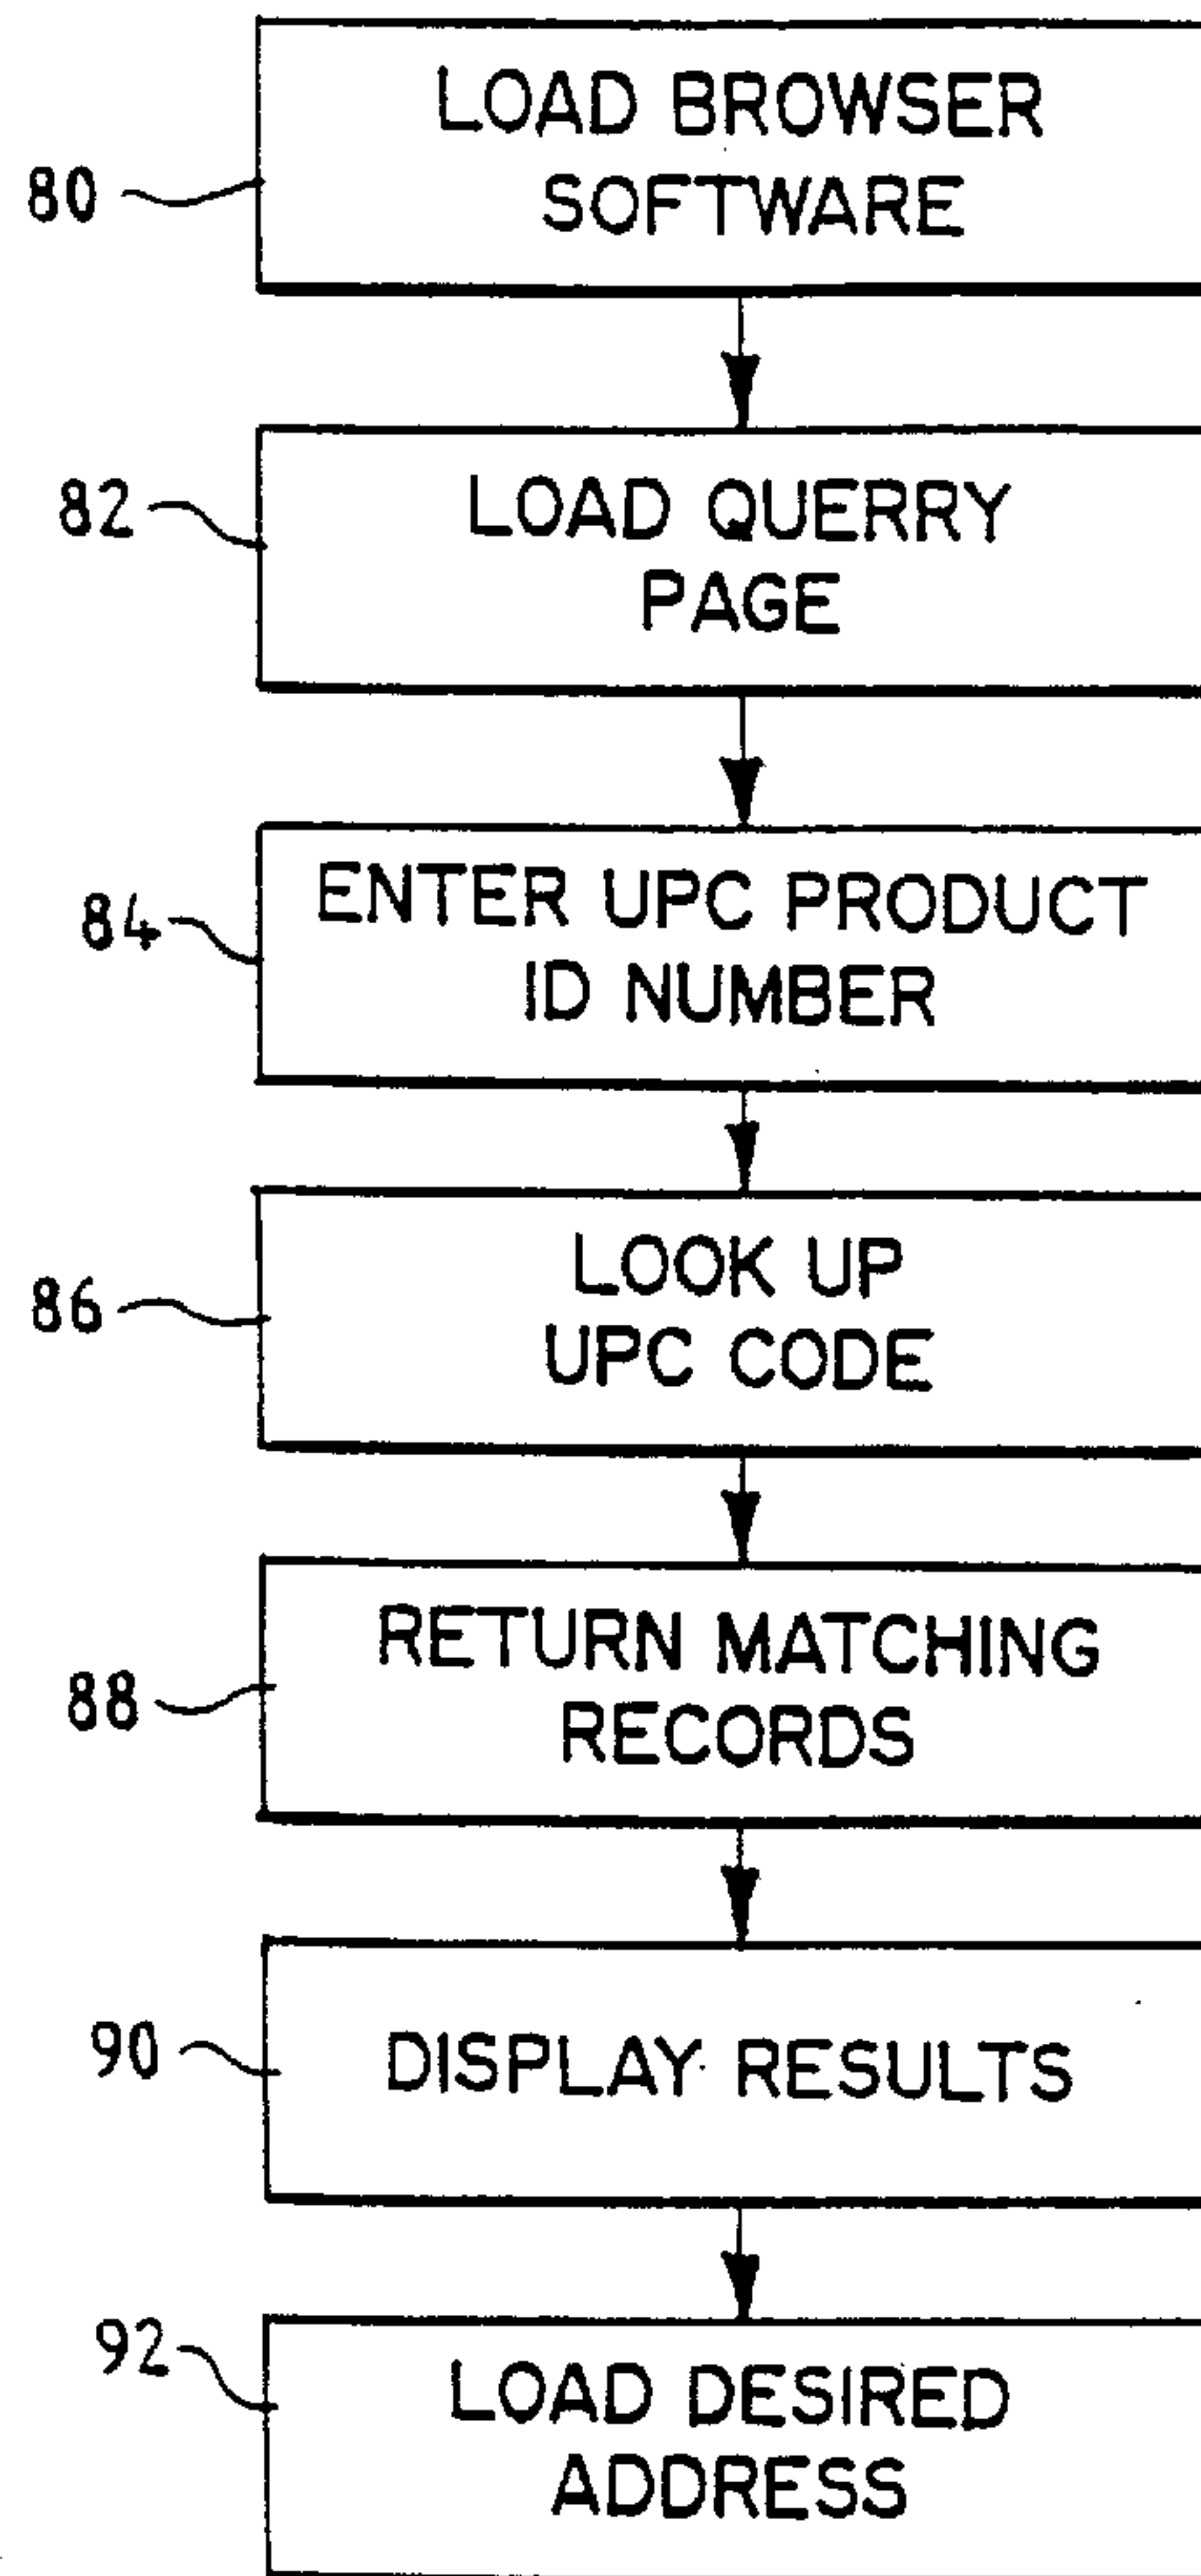 LOAD BROWSER
SOFTWARE
80
82
LOAD QUERRY
PAGE
84
ENTER UPC PRODUCT
ID NUMBER
86
LOOK UP
UPC CODE
88
RETURN MATCHING
RECORDS
90
DISPLAY RESULTS
92
LOAD DESIRED
ADDRESS